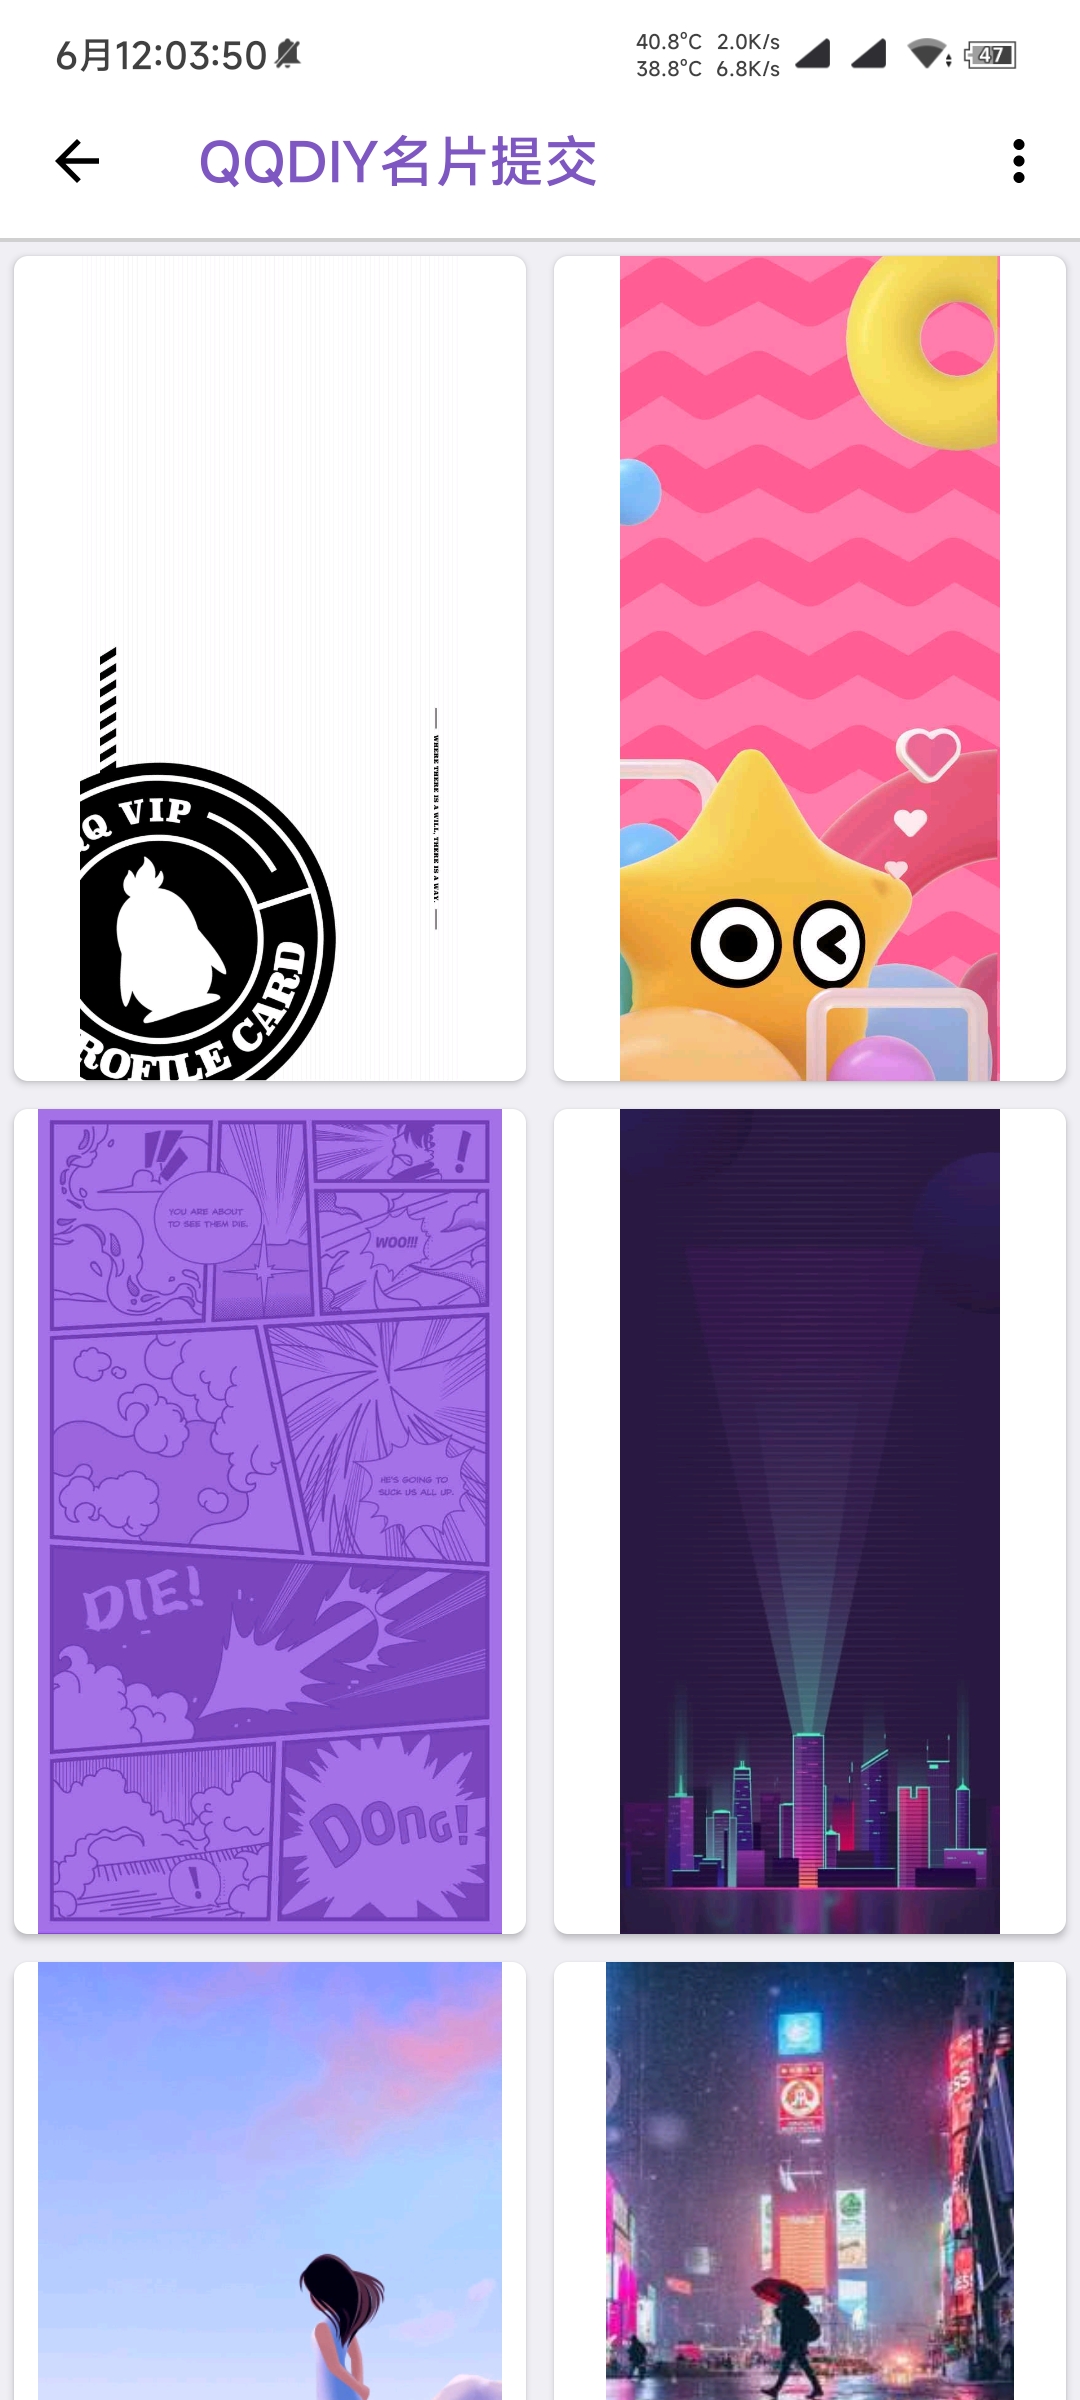 6月12:03:50
40.8°C 2.0K/s
38.8°C 6.8K/s
47
QQDIY名片提交
Q VIP
ROFILE CARD
WHERE THERE IS A WILL, THERE IS A WAY.
!
YOU ARE ABOUT
TO SEE THEM DIE.
WOO!!!
HE'S GOING TO
SUCK US ALL UP.
DIE!
!
DONG!